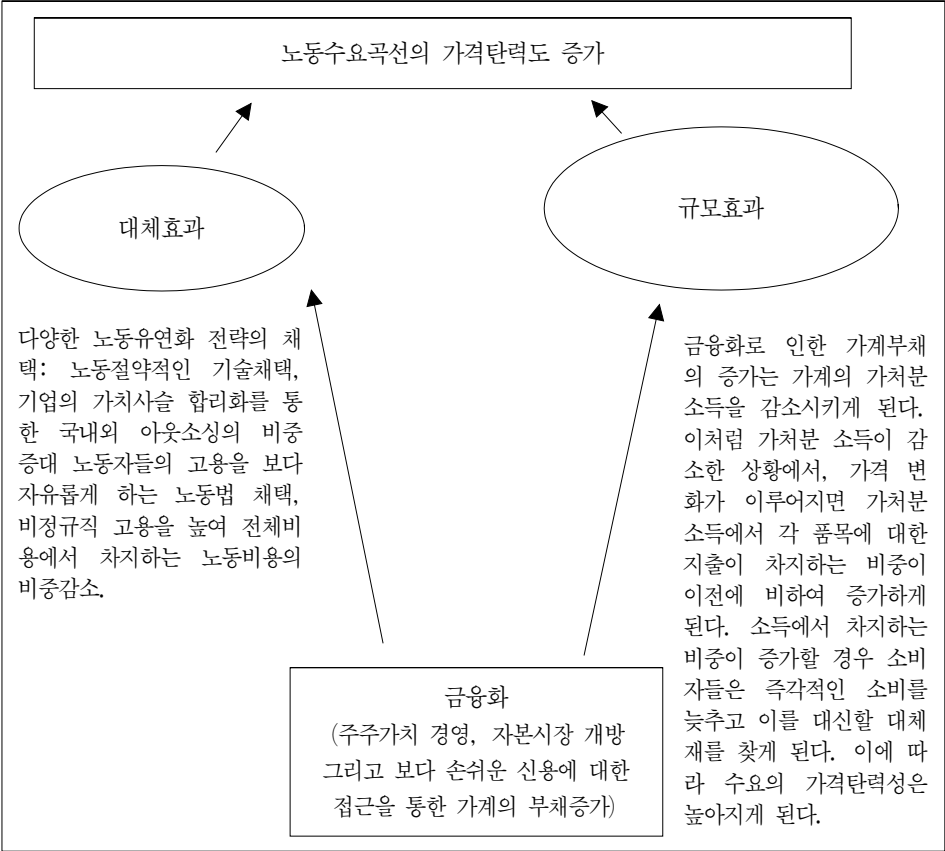 노동수요곡선의 가격탄력도 증가
대체효과
규모효과
다양한 노동유연화 전략의 채
택: 노동절약적인 기술채택,
기업의 가치사슬 합리화를 통
한 국내외 아웃소싱의 비중
증대 노동자들의 고용을 보다
자유롭게 하는 노동법 채택,
비정규직 고용을 높여 전체비
용에서 차지하는 노동비용의
비중감소.
금융화로 인한 가계부채
의 증가는 가계의 가처분
소득을 감소시키게 된다.
이처럼 가처분 소득이 감
소한 상황에서, 가격 변
화가 이루어지면 가처분
소득에서 각 품목에 대한
지출이 차지하는 비중이
이전에 비하여 증가하게
된다. 소득에서 차지하는
비중이 증가할 경우 소비
자들은 즉각적인 소비를
늦추고 이를 대신할 대체
재를 찾게 된다. 이에 따
라 수요의 가격탄력성은
높아지게 된다.
금융화
(주주가치 경영, 자본시장 개방
그리고 보다 손쉬운 신용에 대한
접근을 통한 가계의 부채증가)